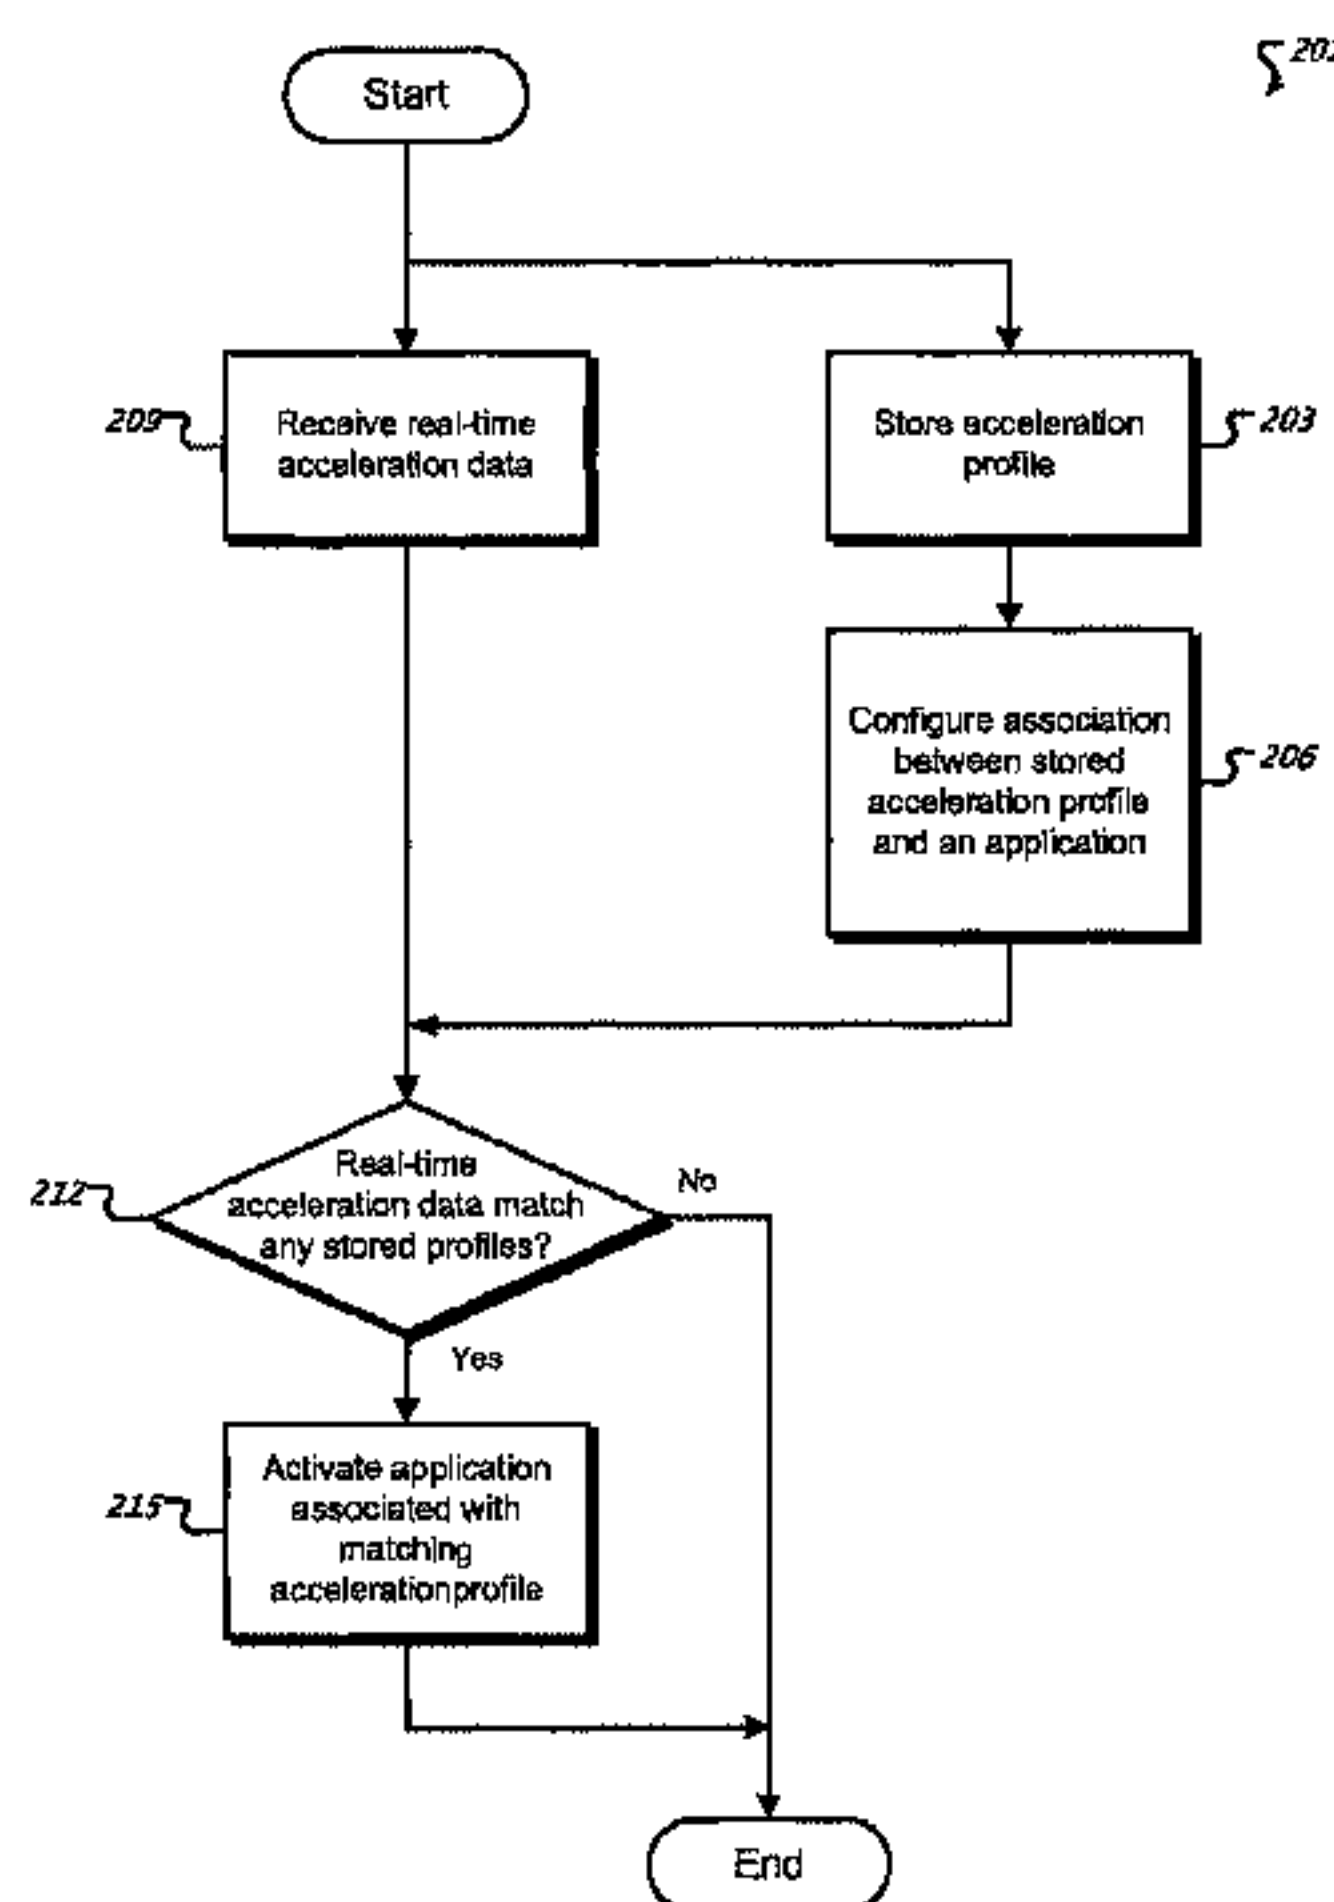 Start
202
209
Receive real-time
acceleration data
Store acceleration
profile
203
Configure association
between stored
acceleration profile
and an application
206
212
Real-time
acceleration data match
any stored profiles?
No
Yes
215
Activate application
associated with
matching
accelerationprofile
End